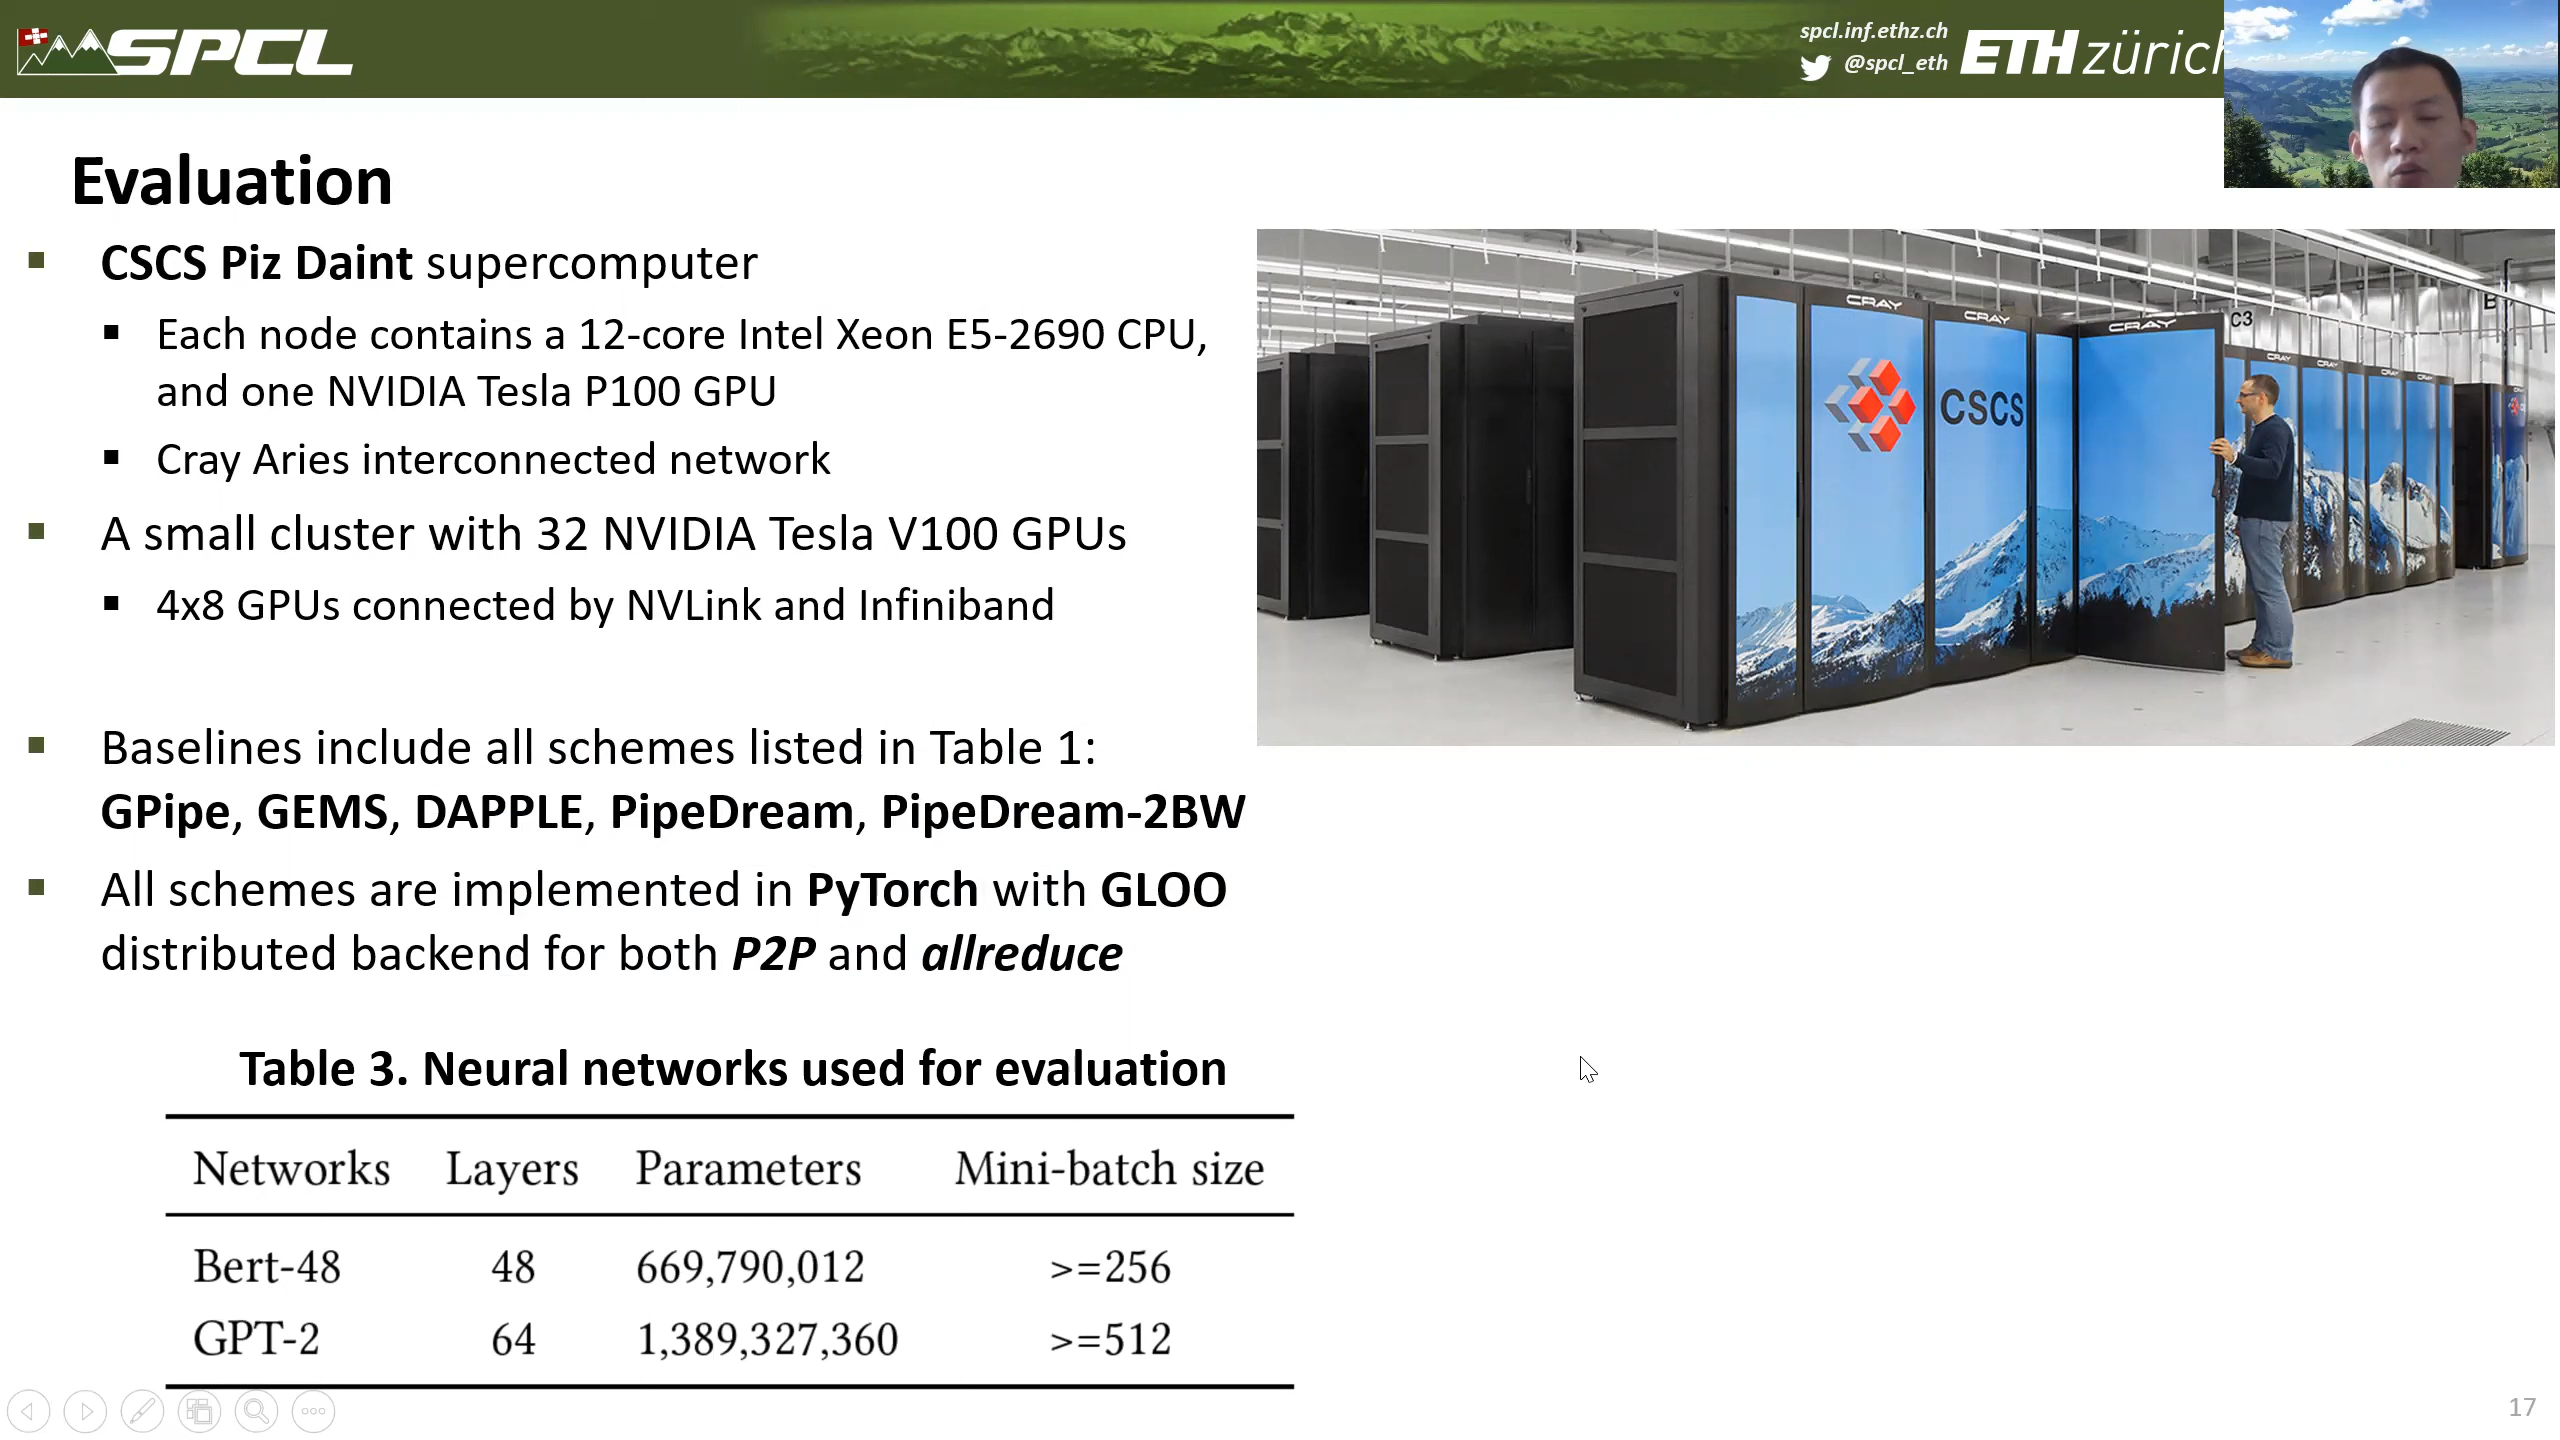 SPCL
spcl.inf.ethz.ch
@spcl_eth
ETH zürich
Evaluation
CSCS Piz Daint supercomputer
Each node contains a 12-core Intel Xeon E5-2690 CPU,
and one NVIDIA Tesla P100 GPU
Cray Aries interconnected network
A small cluster with 32 NVIDIA Tesla V100 GPUs
4x8 GPUs connected by NVLink and Infiniband
Baselines include all schemes listed in Table 1:
GPipe, GEMS, DAPPLE, PipeDream, PipeDream-2BW
All schemes are implemented in PyTorch with GLOO
distributed backend for both P2P and allreduce
CRAY CRAY CRAY
C3
CRAY CRAY CRAY CRAY
CSCS
Table 3. Neural networks used for evaluation
Networks Layers Parameters Mini-batch size
Bert-48 48 669,790,012 >=256
GPT-2 64 1,389,327,360 >=512
17